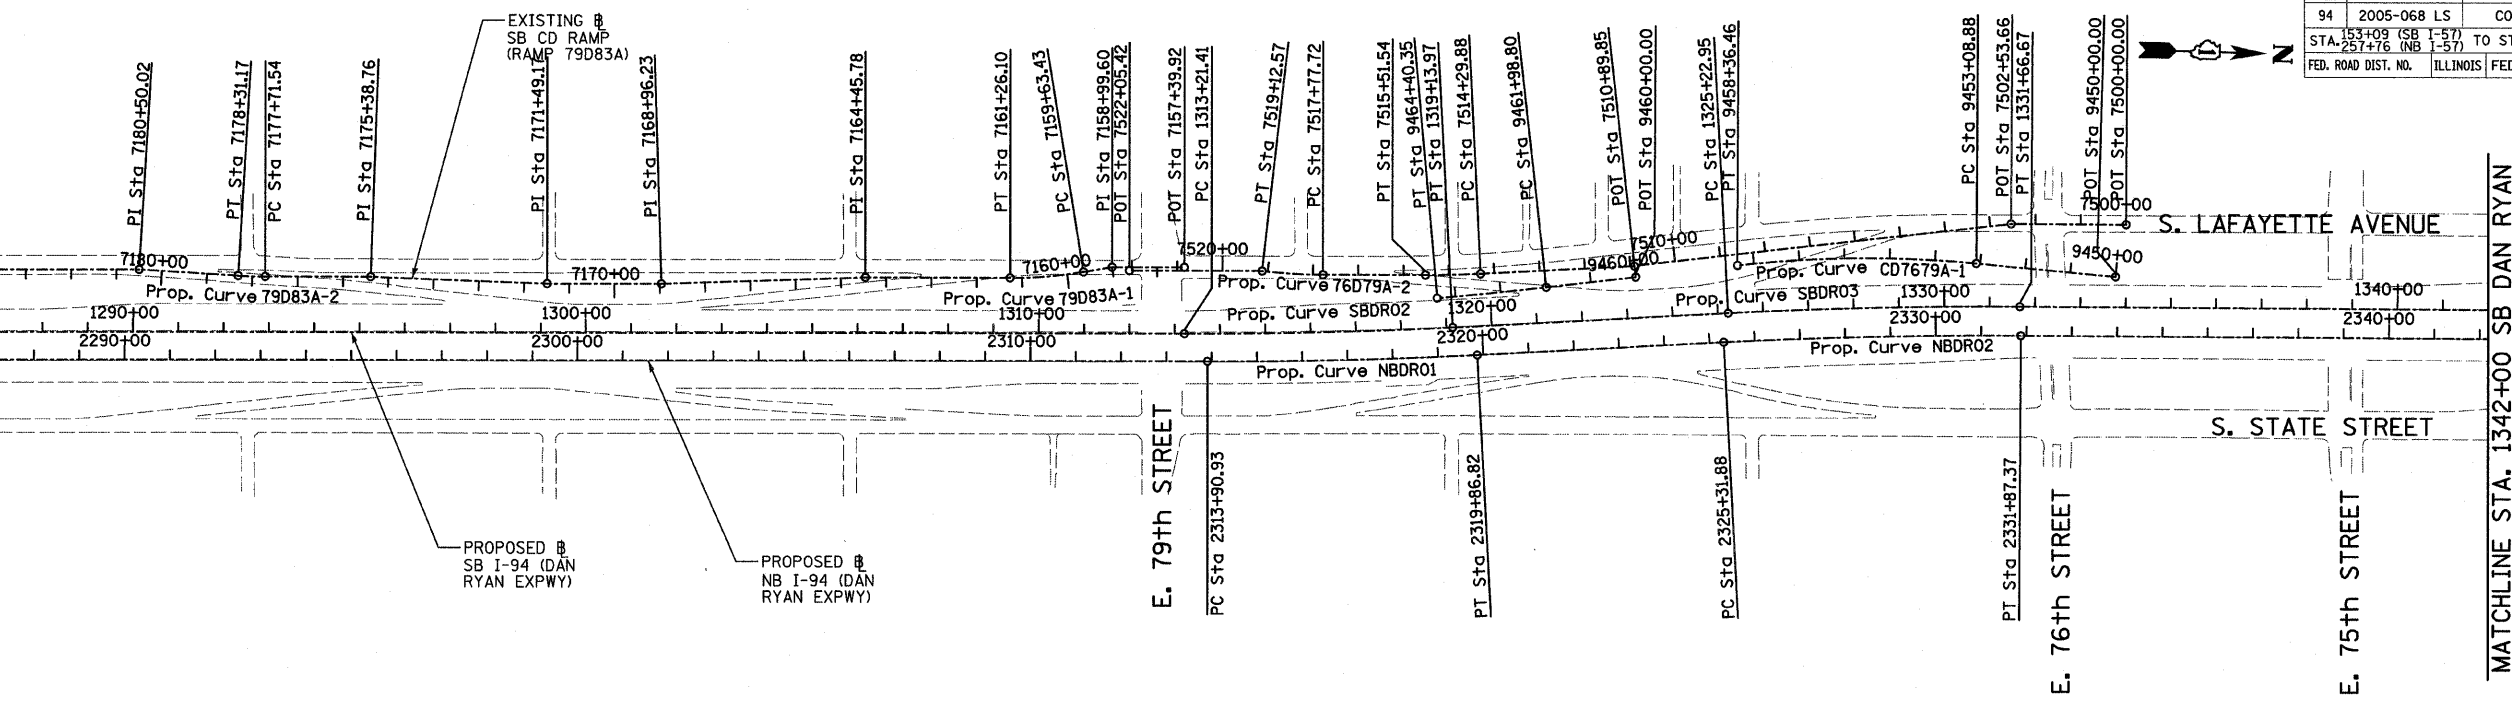 EXISTING B
SB CD RAMP
(RAMP 79D83A)
PI Sta 7180+50.02
PT Sta 7178+31.17
PC Sta 7177+71.54
PI Sta 7175+38.76
PI Sta 7171+49.17
PI Sta 7168+96.23
PI Sta 7164+45.78
PT Sta 7161+26.10
PC Sta 7159+63.43
PI Sta 7158+99.60
POT Sta 7522+05.42
POT Sta 7157+39.92
PC Sta 1313+21.41
PT Sta 7519+12.57
PC Sta 7517+77.72
PT Sta 7515+51.54
PT Sta 9464+40.35
PT Sta 1319+13.97
PC Sta 7514+29.88
PC Sta 9461+98.80
POT Sta 7510+89.85
POT Sta 9460+00.00
PC Sta 1325+22.95
PT Sta 9458+36.46
PC Sta 9453+08.88
POT Sta 7502+53.66
PT Sta 1331+66.67
POT Sta 9450+00.00
POT Sta 7500+00.00
N
94 2005-068 LS CO
STA. 153+09 (SB I-57) TO ST
257+76 (NB I-57)
FED. ROAD DIST. NO. ILLINOIS FED
7180+00
7170+00
7160+00
7520+00
7510+00
9460+00
7500+00
9450+00
S. LAFAYETTE AVENUE
Prop. Curve 79D83A-2
Prop. Curve 79D83A-1
Prop. Curve 76D79A-2
Prop. Curve CD7679A-1
Prop. Curve SBDR02
Prop. Curve SBDR03
1290+00
1300+00
1310+00
1320+00
1330+00
1340+00
2290+00
2300+00
2310+00
2320+00
2330+00
2340+00
Prop. Curve NBDR01
Prop. Curve NBDR02
S. STATE STREET
PROPOSED B
SB I-94 (DAN
RYAN EXPWY)
PROPOSED B
NB I-94 (DAN
RYAN EXPWY)
E. 79th STREET
PC Sta 2313+90.93
PT Sta 2319+86.82
PC Sta 2325+31.88
PT Sta 2331+87.37
E. 76th STREET
E. 75th STREET
MATCHLINE STA. 1342+00 SB DAN RYAN